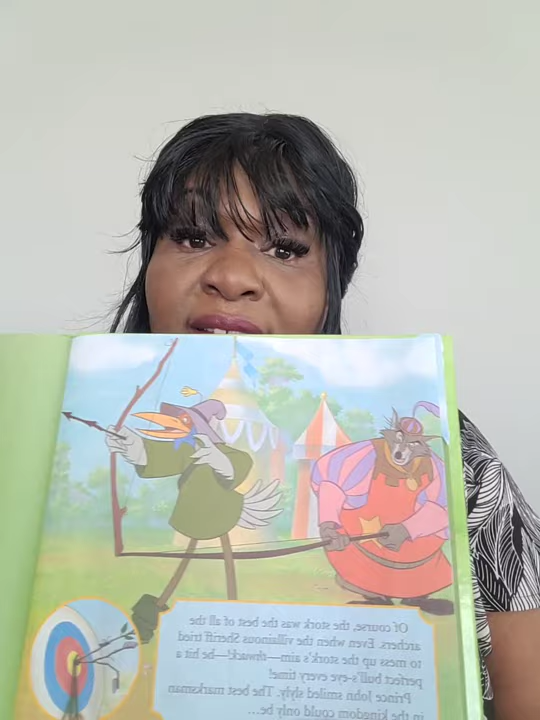 Of course, the stork was the best of all the
archers. Even when the villainous Sheriff tried
to mess up the stork's aim—thwack!—he hit a
perfect bull's-eye every time!
Prince John smiled slyly. The best marksman
in the kingdom could only be...